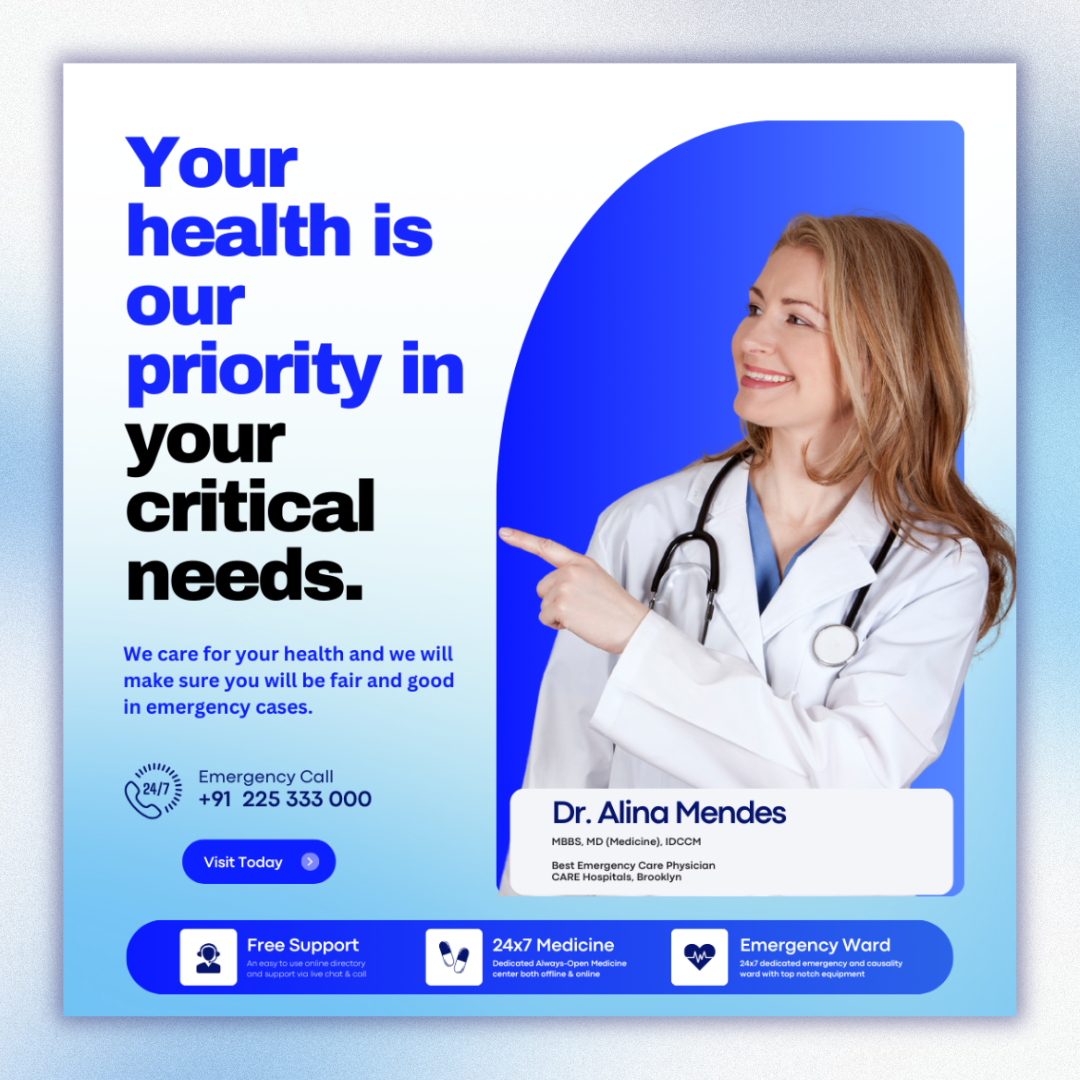 Your
health is
our
priority in
your
critical
needs.
We care for your health and we will
make sure you will be fair and good
in emergency cases.
24/7
Emergency Call
+91 225 333 000
Visit Today
Dr. Alina Mendes
MBBS, MD (Medicine), IDCCM
Best Emergency Care Physician
CARE Hospitals, Brooklyn
Free Support
An easy to use online directory
and support via live chat & call
24x7 Medicine
Dedicated Always-Open Medicine
center both offline & online
Emergency Ward
24x7 dedicated emergency and causality
ward with top notch equipment